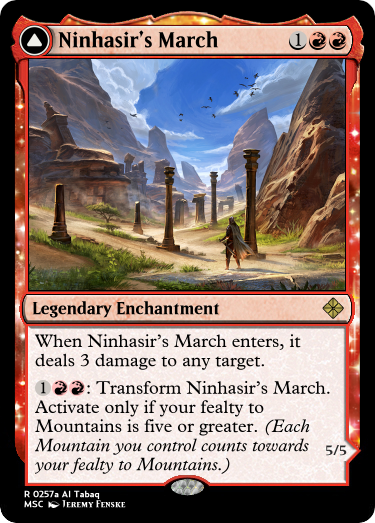 Ninhasir's March 1RR
Legendary Enchantment
When Ninhasir's March enters, it
deals 3 damage to any target.
1RR: Transform Ninhasir's March.
Activate only if your fealty to
Mountains is five or greater. (Each
Mountain you control counts towards
your fealty to Mountains.)
5/5
R 0257a Al Tabaq
MSC JEREMY FENSKE